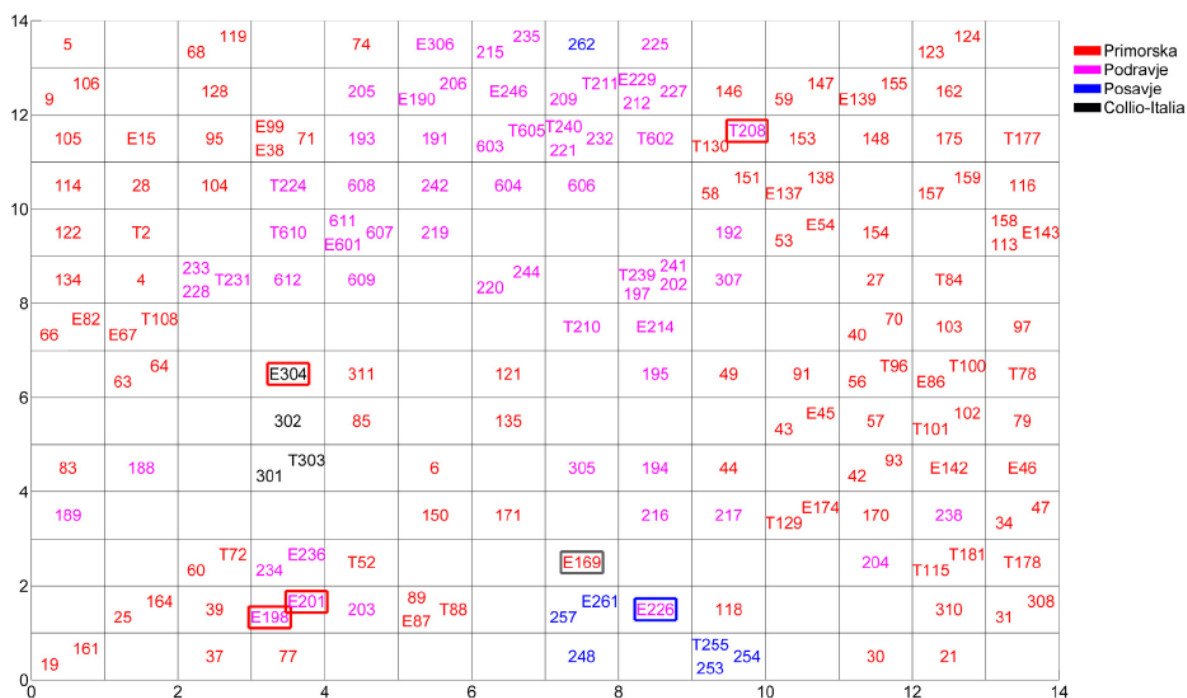 14
5 68 119 74 E306 215 235 262 225 123 124
Primorska
Podravje
Posavje
Collio-Italia
9 106 128 205 E190 206 E246 209 T211 E229 212 227 146 59 147 E139 155 162
12
105 E15 95 E99 E38 71 193 191 603 T605 T240 221 232 T602 T130 T208 153 148 175 T177
114 28 104 T224 608 242 604 606 58 151 E137 138 157 159 116
10
122 T2 T610 611 E601 607 219 192 53 E54 154 158 113 E143
134 4 233 228 T231 612 609 220 244 T239 197 241 202 307 27 T84
8
66 E82 E67 T108 T210 E214 40 70 103 97
63 64 E304 311 121 195 49 91 56 T96 E86 T100 T78
6
302 85 135 43 E45 57 T101 102 79
83 188 301 T303 6 305 194 44 42 93 E142 E46
4
189 150 171 216 217 T129 E174 170 238 34 47
60 T72 234 E236 T52 E169 204 T115 T181 T178
2
25 164 39 E198 E201 203 89 E87 T88 257 E261 E226 118 310 31 308
19 161 37 77 248 T255 253 254 30 21
0
0 2 4 6 8 10 12 14